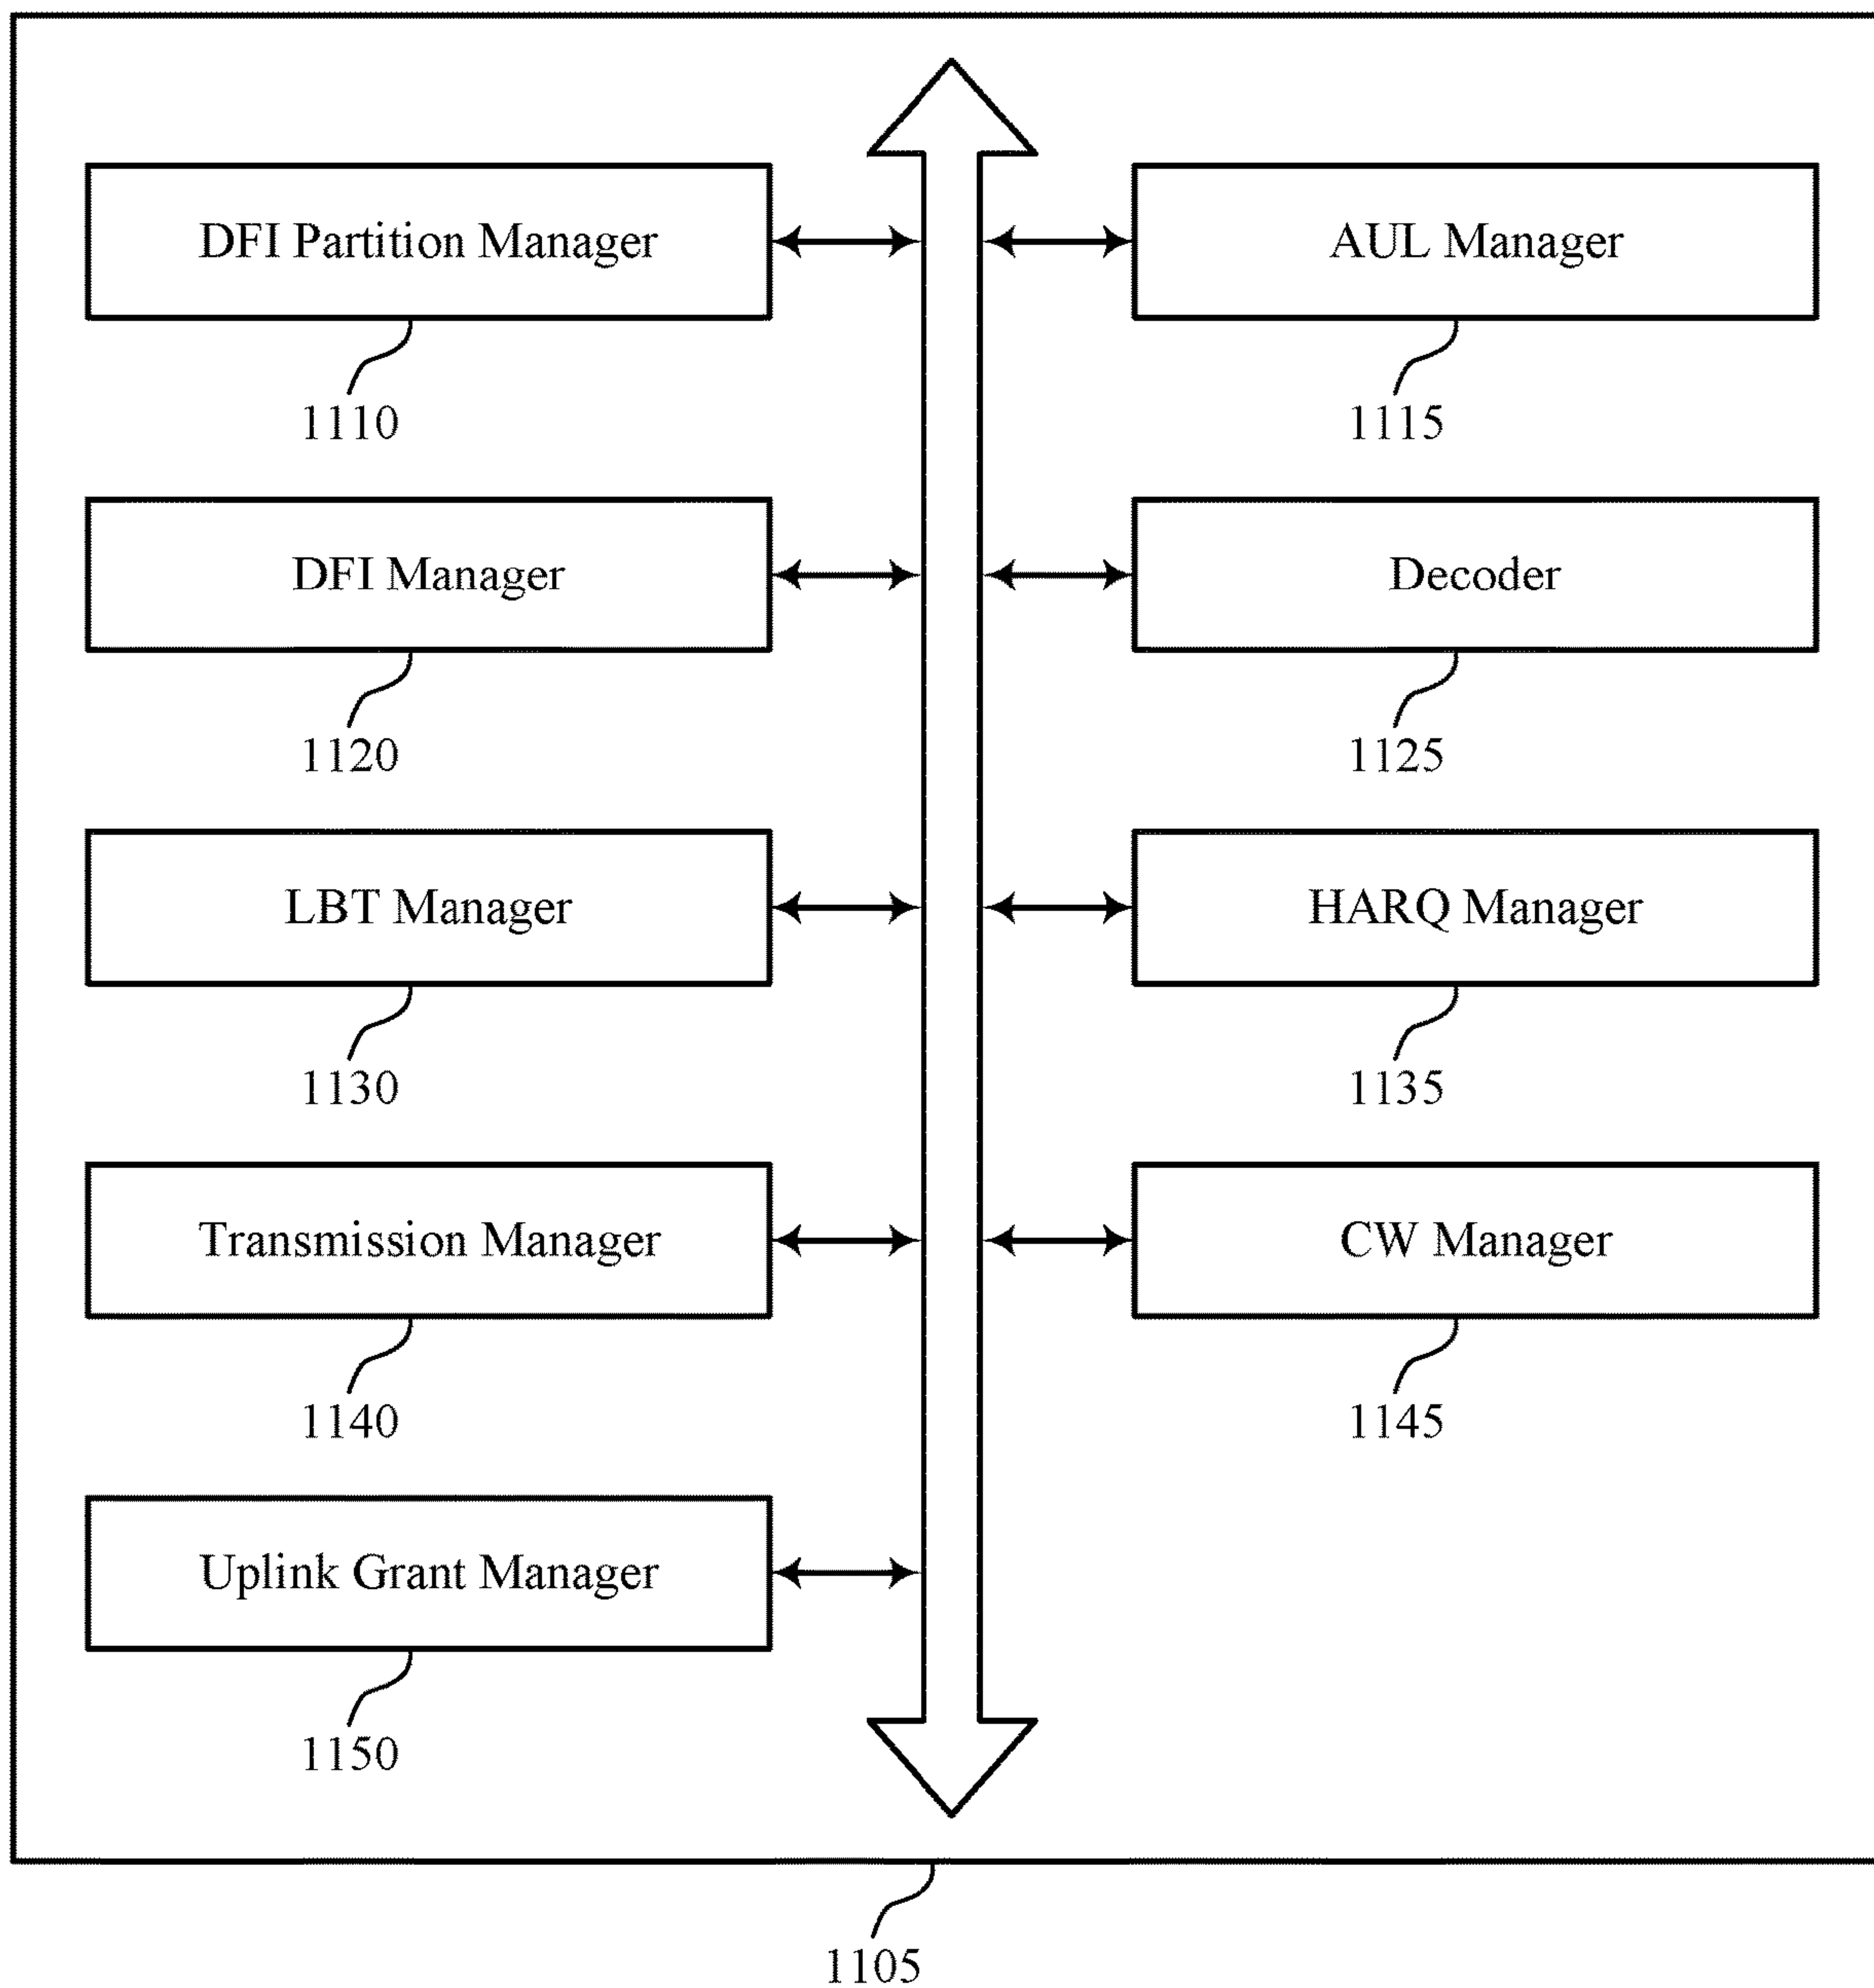 DFI Partition Manager
AUL Manager
1110
1115
DFI Manager
Decoder
1120
1125
LBT Manager
HARQ Manager
1130
1135
Transmission Manager
CW Manager
1140
1145
Uplink Grant Manager
1150
1105